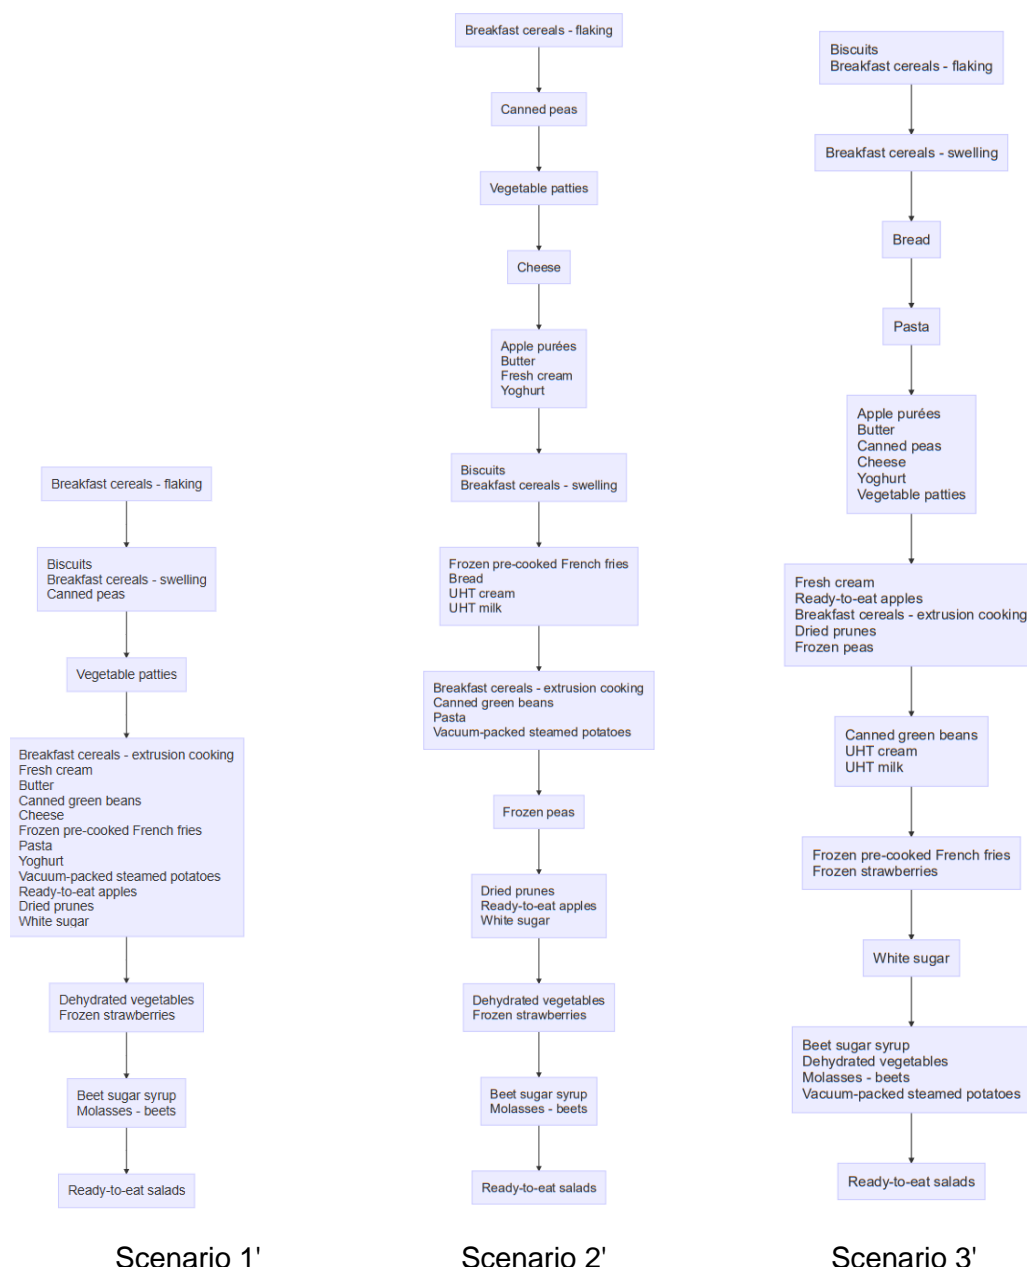 Breakfast cereals - flaking
Biscuits
Breakfast cereals - swelling
Canned peas
Vegetable patties
Breakfast cereals - extrusion cooking
Fresh cream
Butter
Canned green beans
Cheese
Frozen pre-cooked French fries
Pasta
Yoghurt
Vacuum-packed steamed potatoes
Ready-to-eat apples
Dried prunes
White sugar
Dehydrated vegetables
Frozen strawberries
Beet sugar syrup
Molasses - beets
Ready-to-eat salads
Scenario 1'
Breakfast cereals - flaking
Canned peas
Vegetable patties
Cheese
Apple purées
Butter
Fresh cream
Yoghurt
Biscuits
Breakfast cereals - swelling
Frozen pre-cooked French fries
Bread
UHT cream
UHT milk
Breakfast cereals - extrusion cooking
Canned green beans
Pasta
Vacuum-packed steamed potatoes
Frozen peas
Dried prunes
Ready-to-eat apples
White sugar
Dehydrated vegetables
Frozen strawberries
Beet sugar syrup
Molasses - beets
Ready-to-eat salads
Scenario 2'
Biscuits
Breakfast cereals - flaking
Breakfast cereals - swelling
Bread
Pasta
Apple purées
Butter
Canned peas
Cheese
Yoghurt
Vegetable patties
Fresh cream
Ready-to-eat apples
Breakfast cereals - extrusion cooking
Dried prunes
Frozen peas
Canned green beans
UHT cream
UHT milk
Frozen pre-cooked French fries
Frozen strawberries
White sugar
Beet sugar syrup
Dehydrated vegetables
Molasses - beets
Vacuum-packed steamed potatoes
Ready-to-eat salads
Scenario 3'